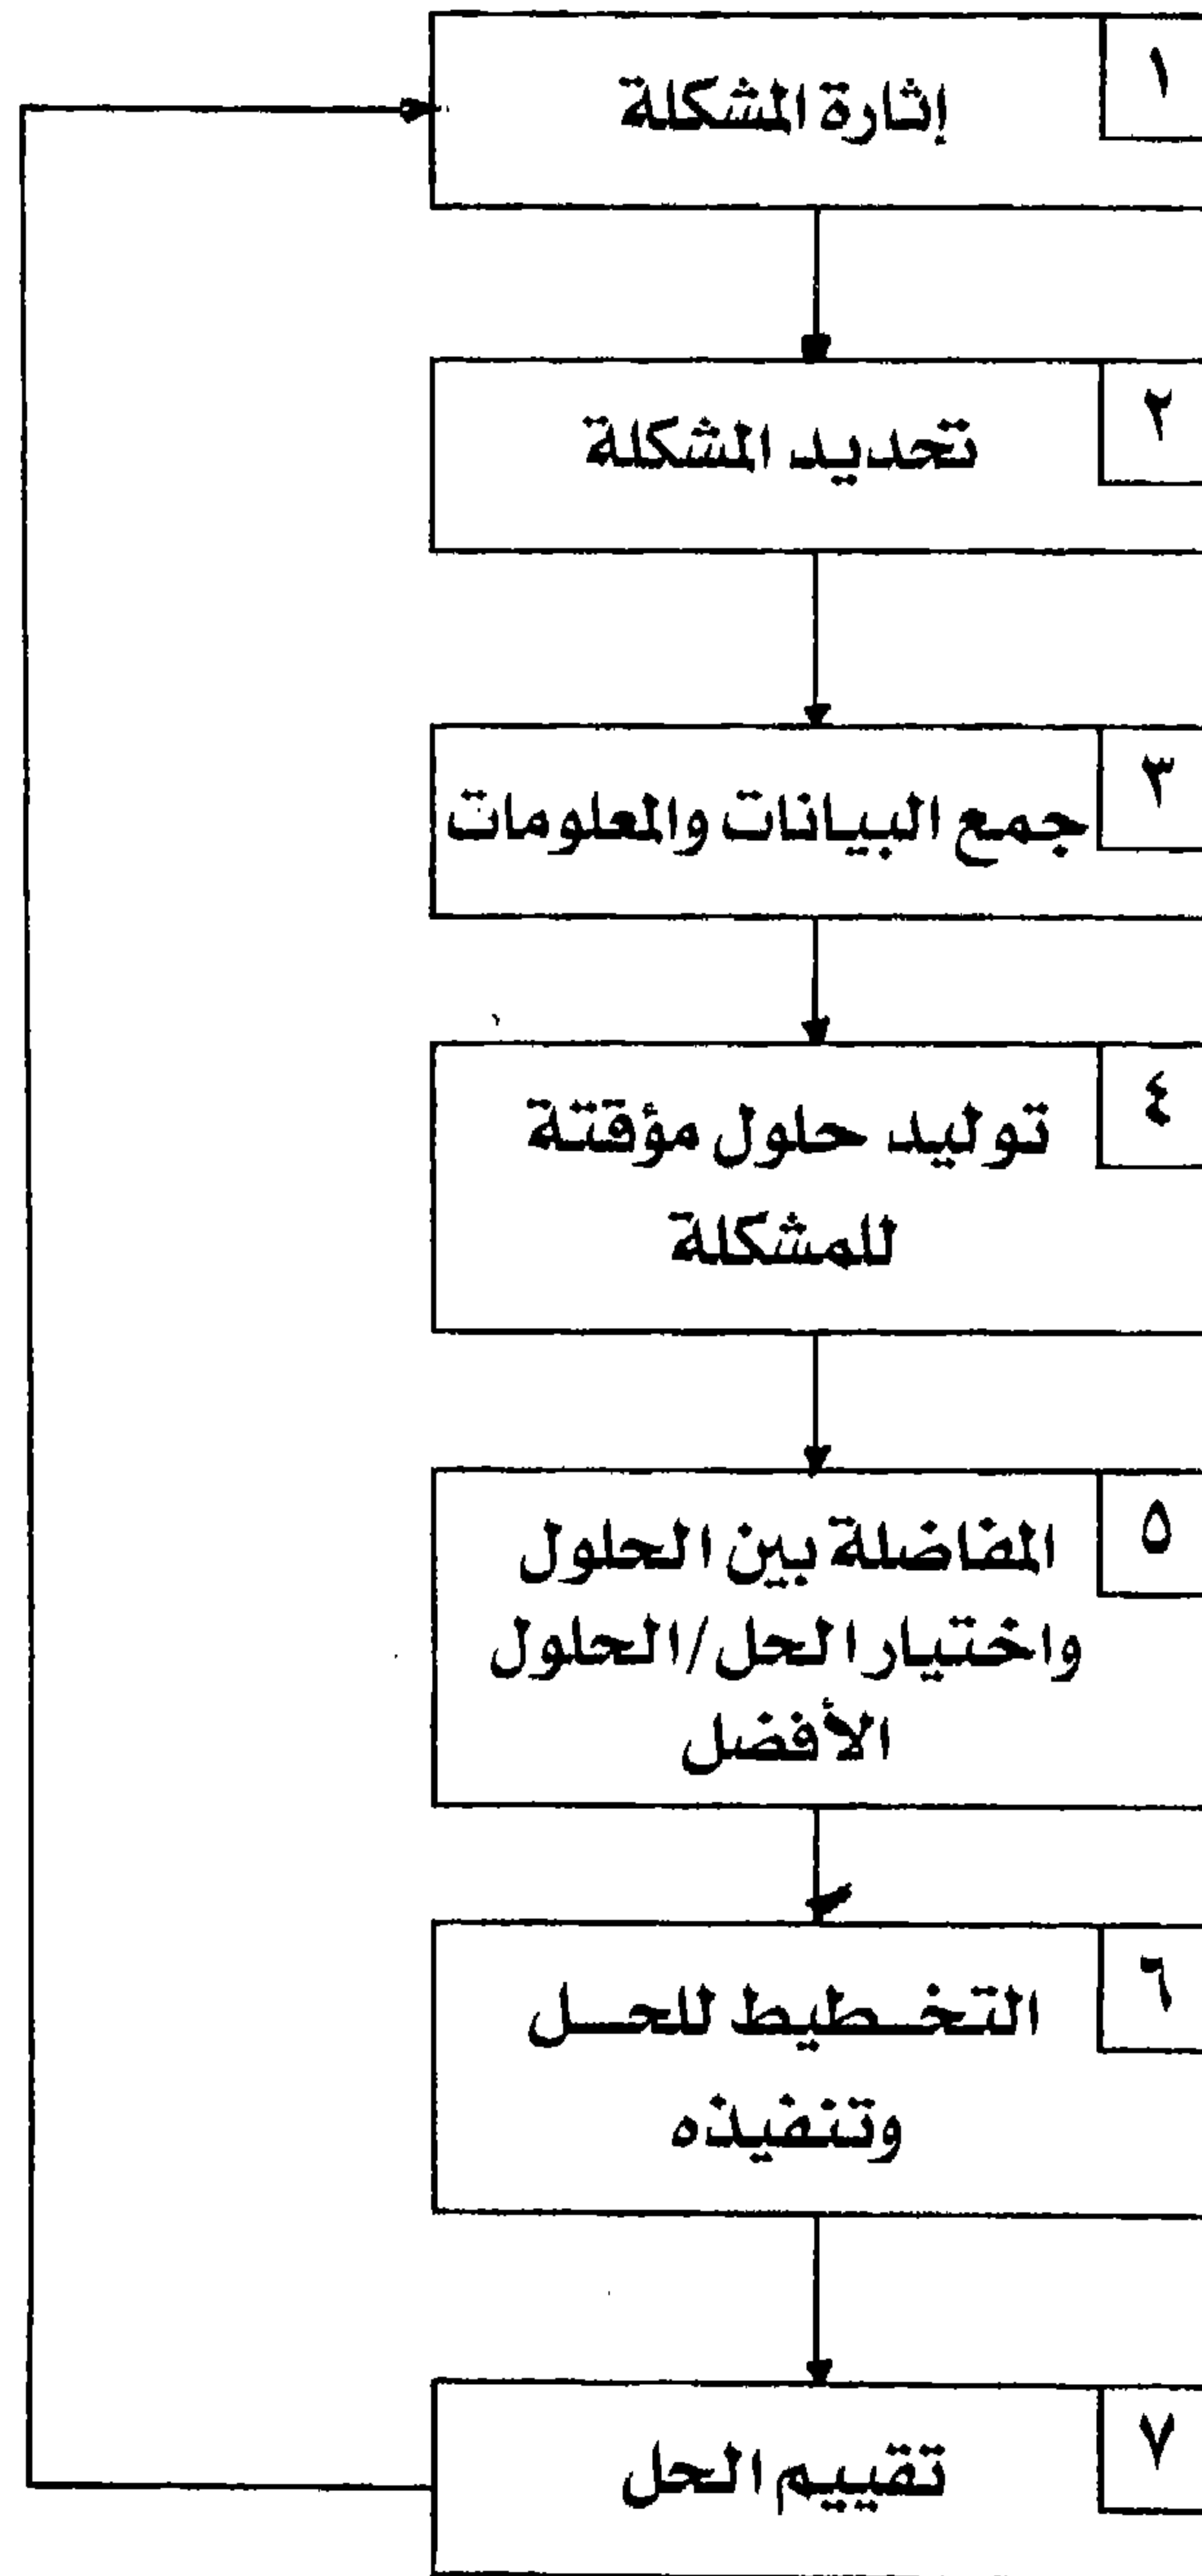 ١
إثارة المشكلة
٢
تحديد المشكلة
٣
جمع البيانات والمعلومات
٤
توليد حلول مؤقتة
للمشكلة
٥
المفاضلة بين الحلول
واختيار الحل/الحلول
الأفضل
٦
التخطيط للحل
وتنفيذه
٧
تقييم الحل